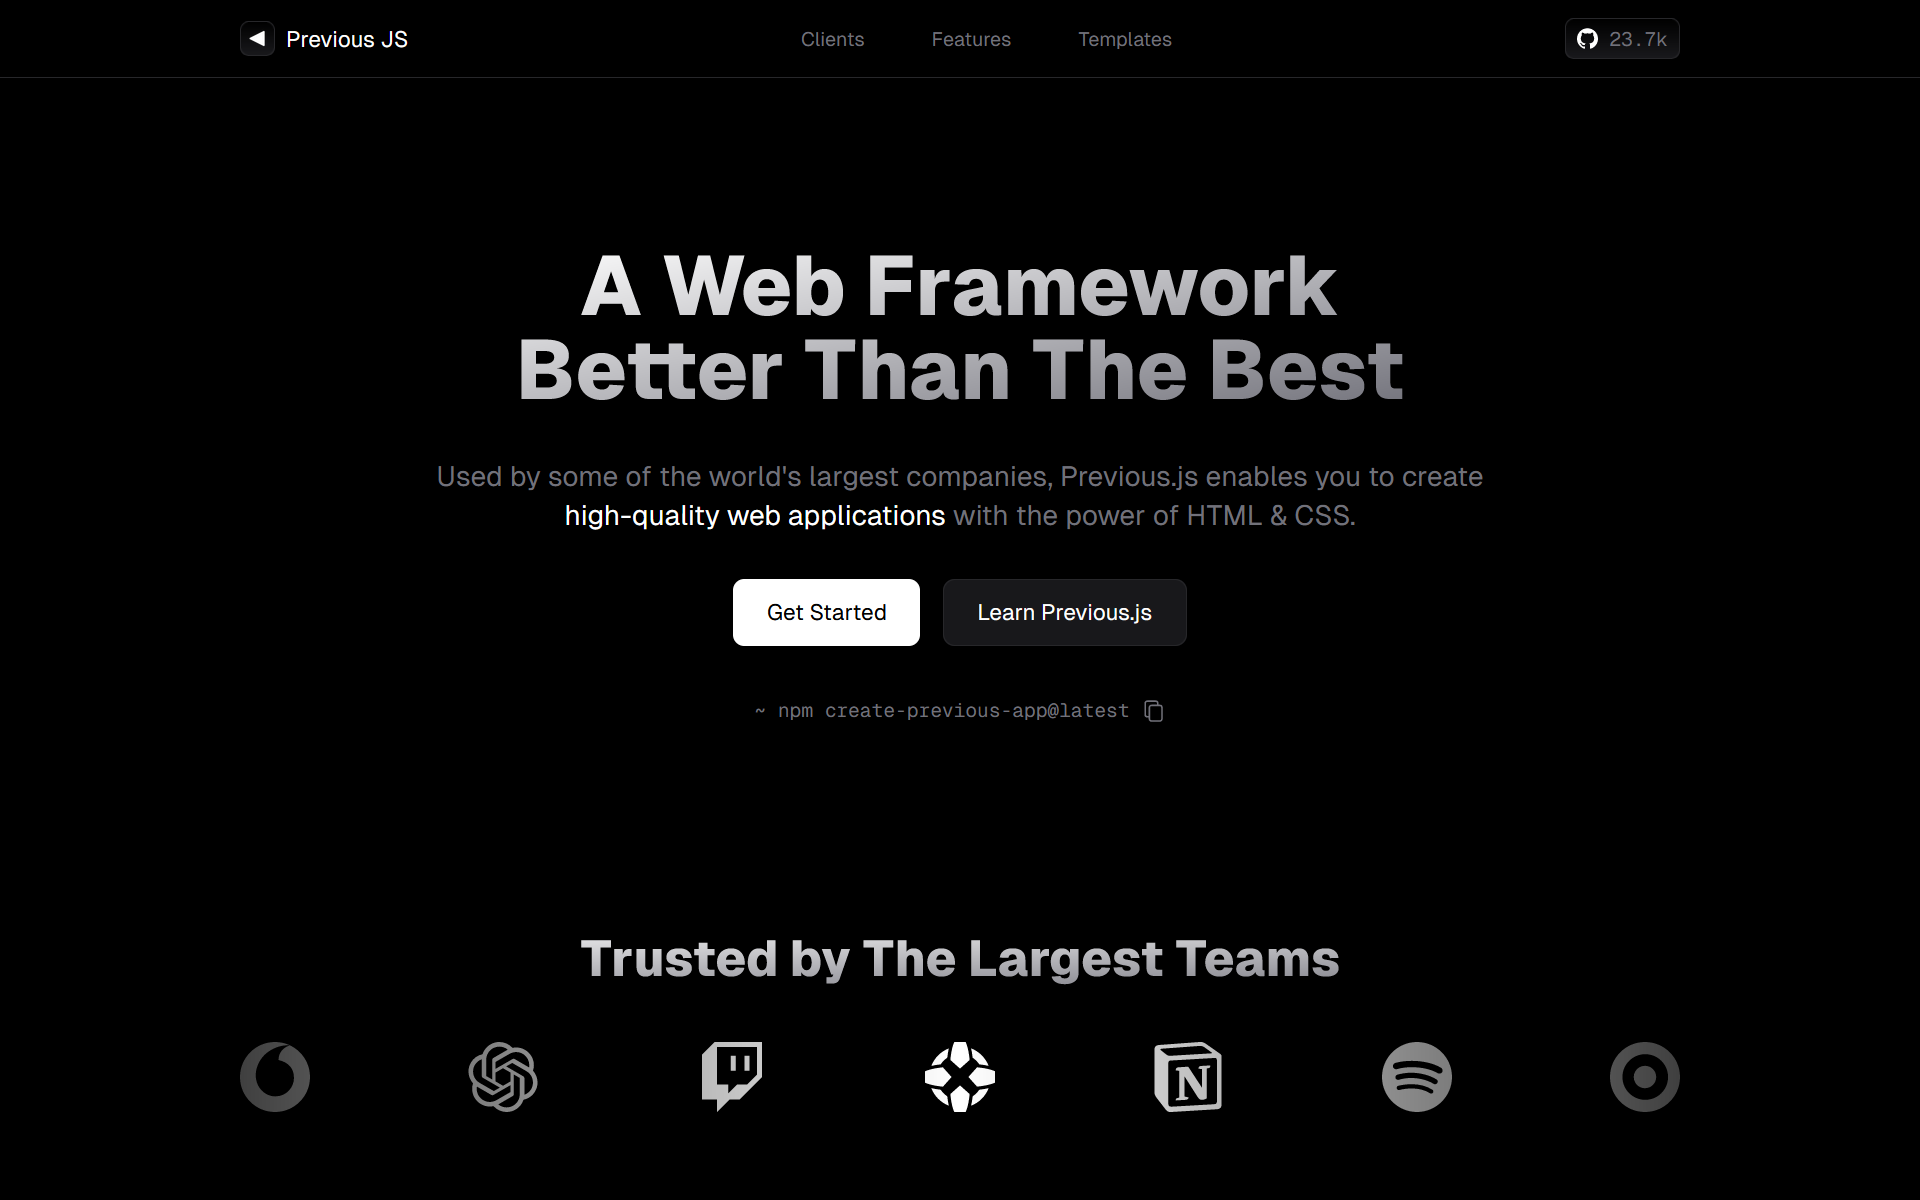 Previous JS
Clients
Features
Templates
23.7k
A Web Framework
Better Than The Best
Used by some of the world's largest companies, Previous.js enables you to create
high-quality web applications with the power of HTML & CSS.
Get Started
Learn Previous.js
~ npm create-previous-app@latest
Trusted by The Largest Teams
N